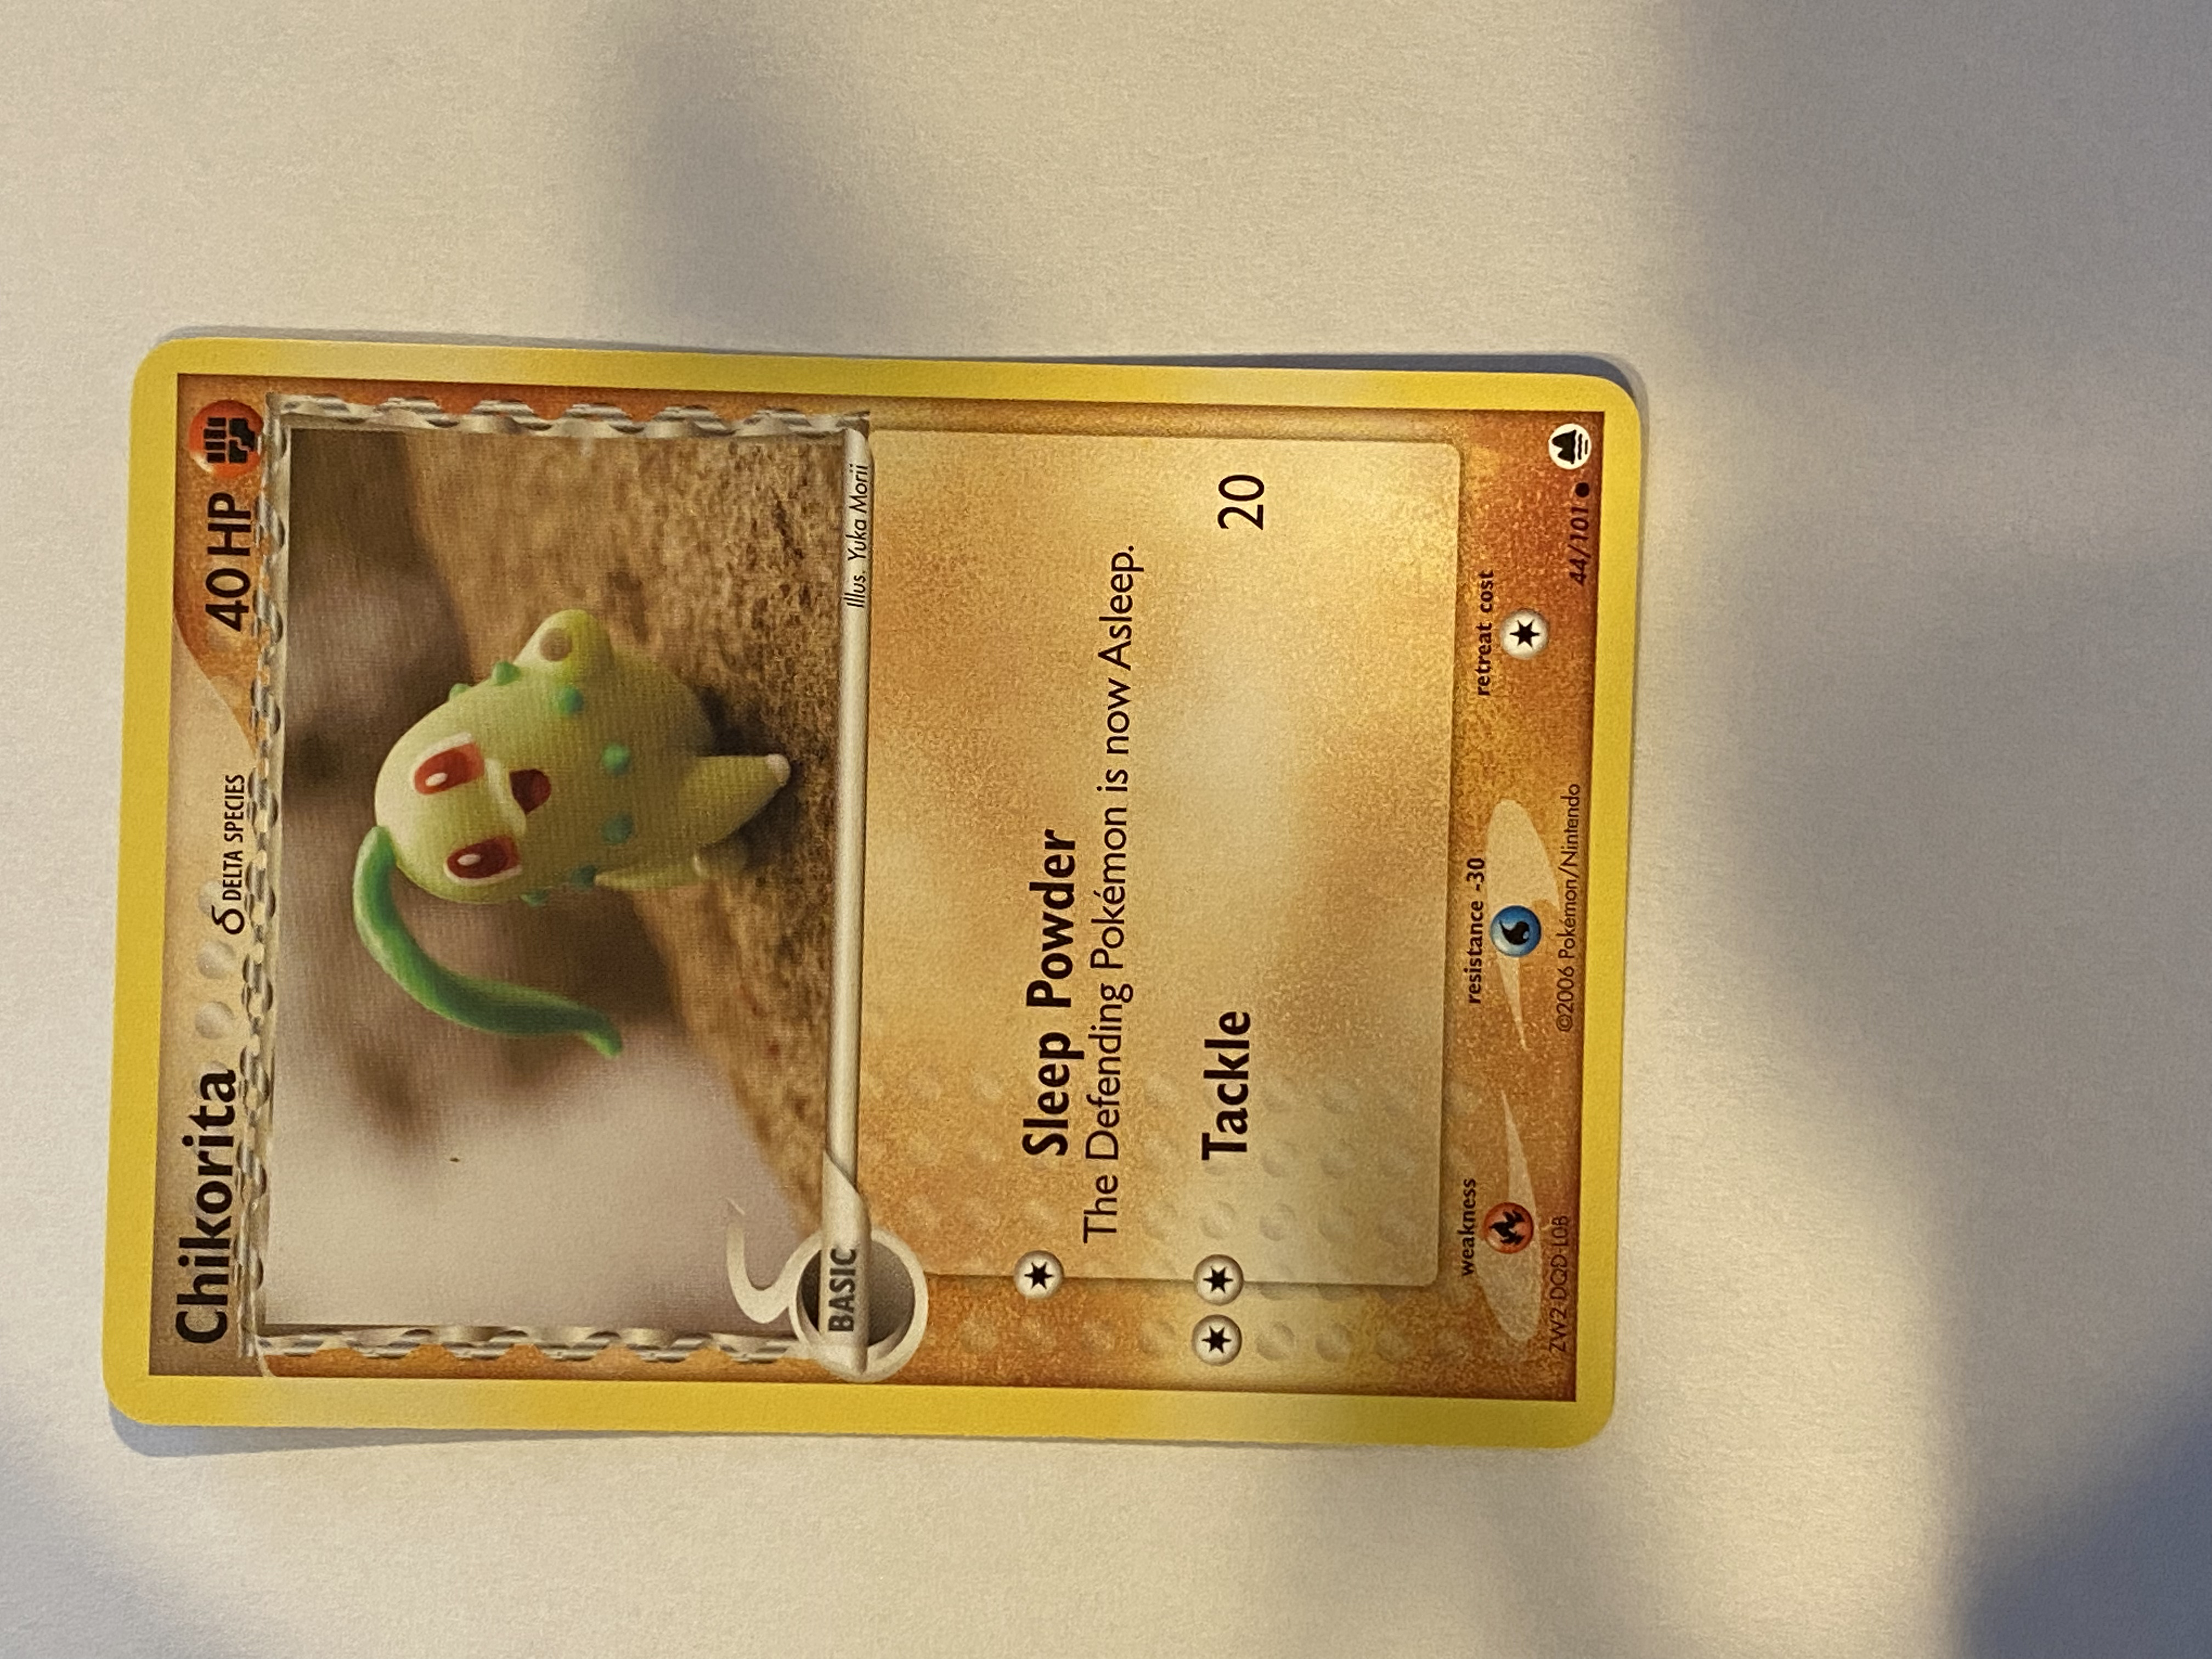 Chikorita δ DELTA SPECIES 40 HP
BASIC
Illus. Yuka Morii
Sleep Powder
The Defending Pokémon is now Asleep.
Tackle 20
weakness resistance -30 retreat cost
ZW2-DQD-L0B ©2006 Pokémon/Nintendo 44/101